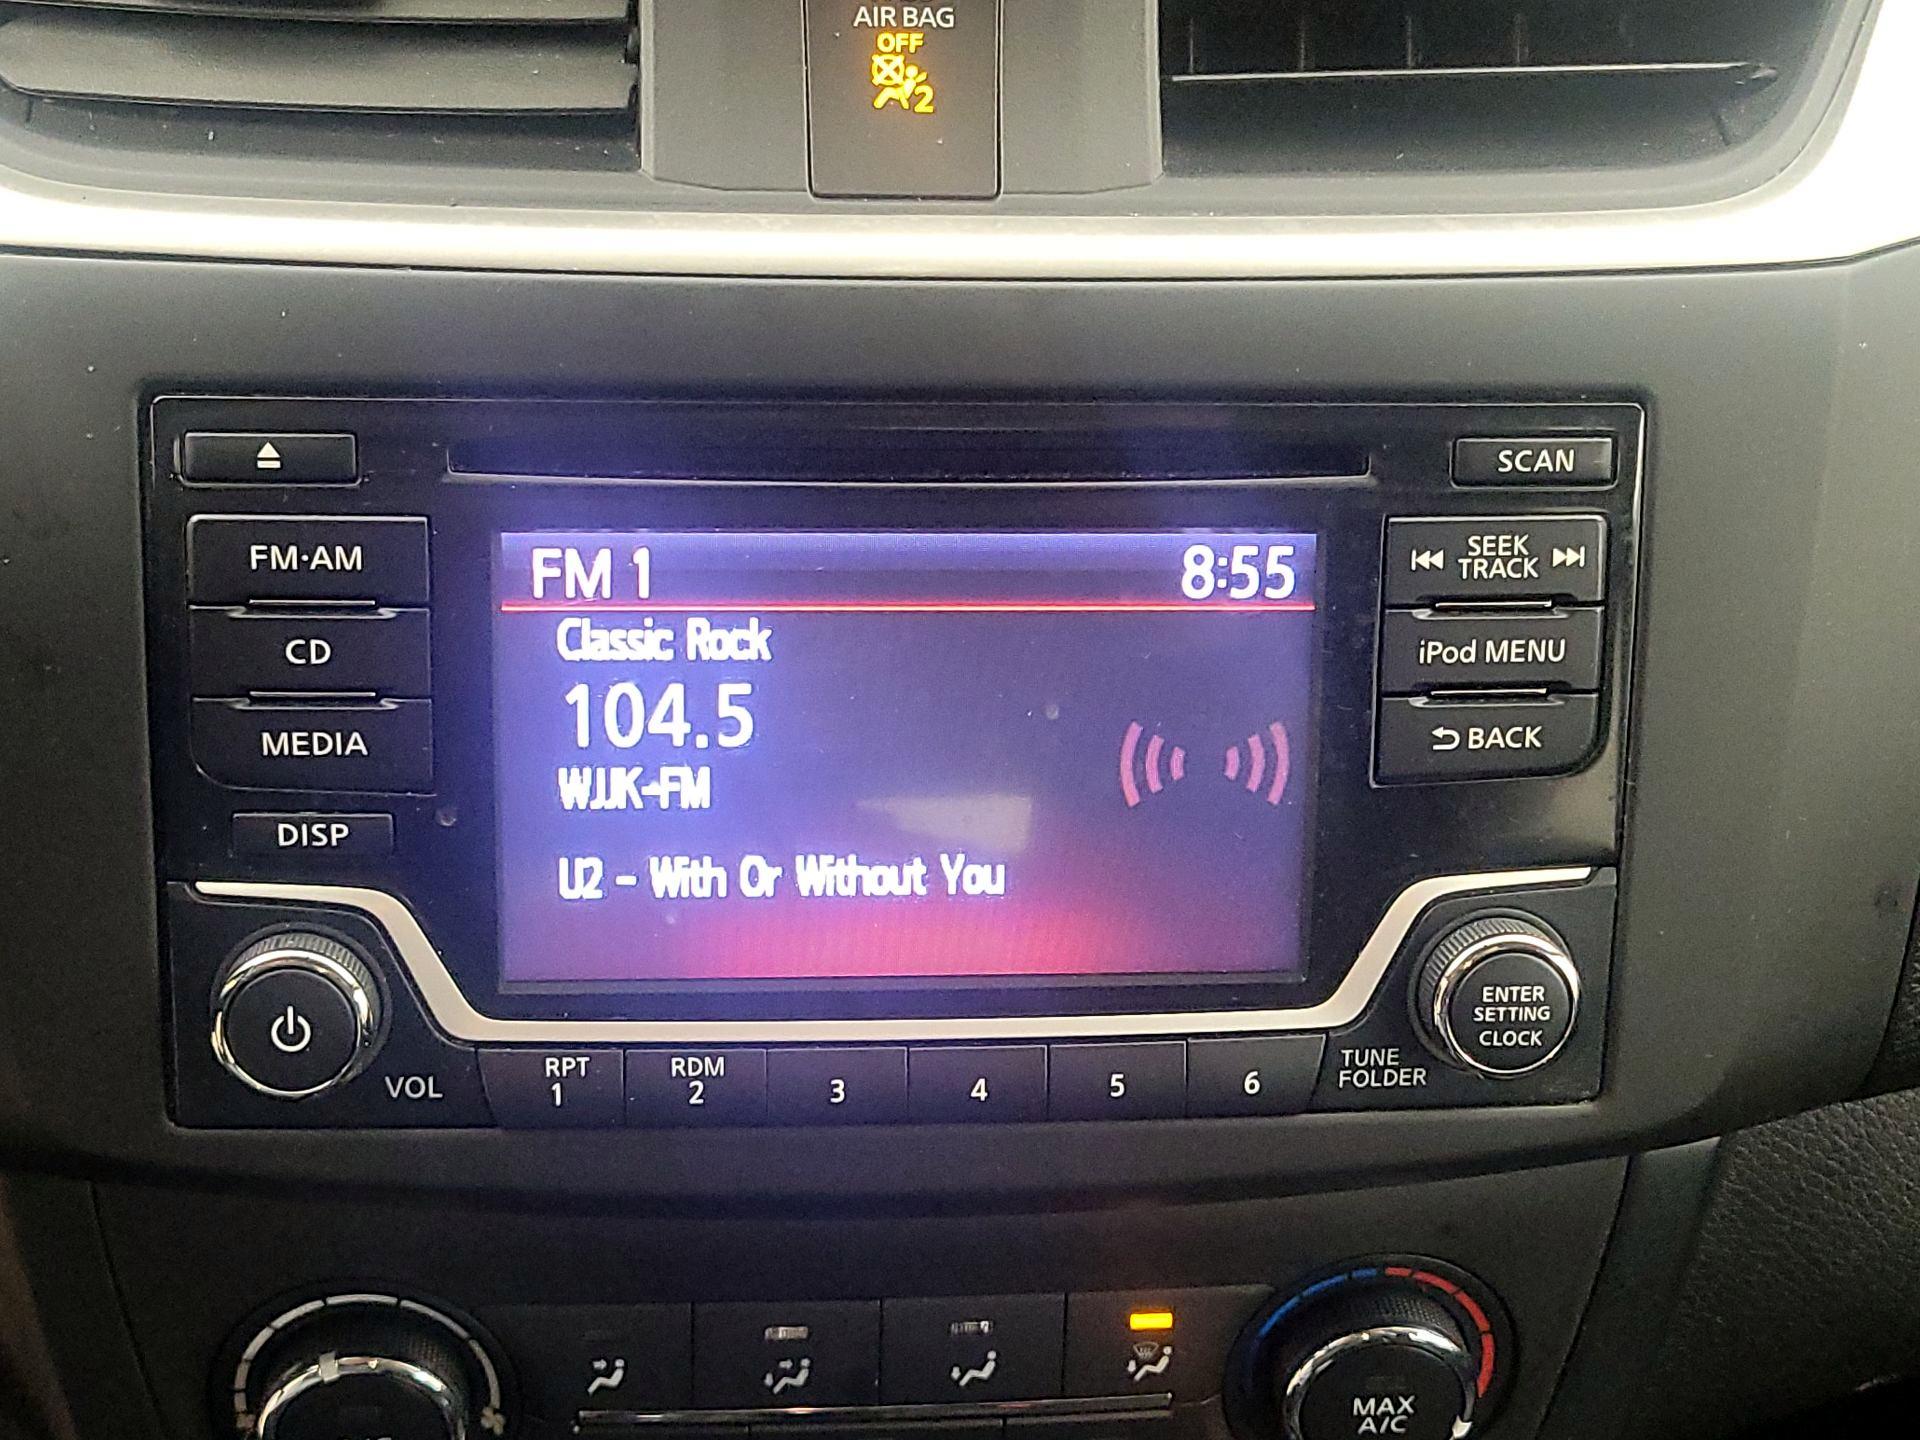 AIR BAG
OFF
2
SCAN
FM·AM
SEEK
TRACK
FM 1
8:55
Classic Rock
CD
iPod MENU
104.5
MEDIA
BACK
WJJK-FM
DISP
U2 - With Or Without You
ENTER
SETTING
CLOCK
VOL
RPT
1
RDM
2
3
4
5
6
TUNE
FOLDER
MAX
A/C